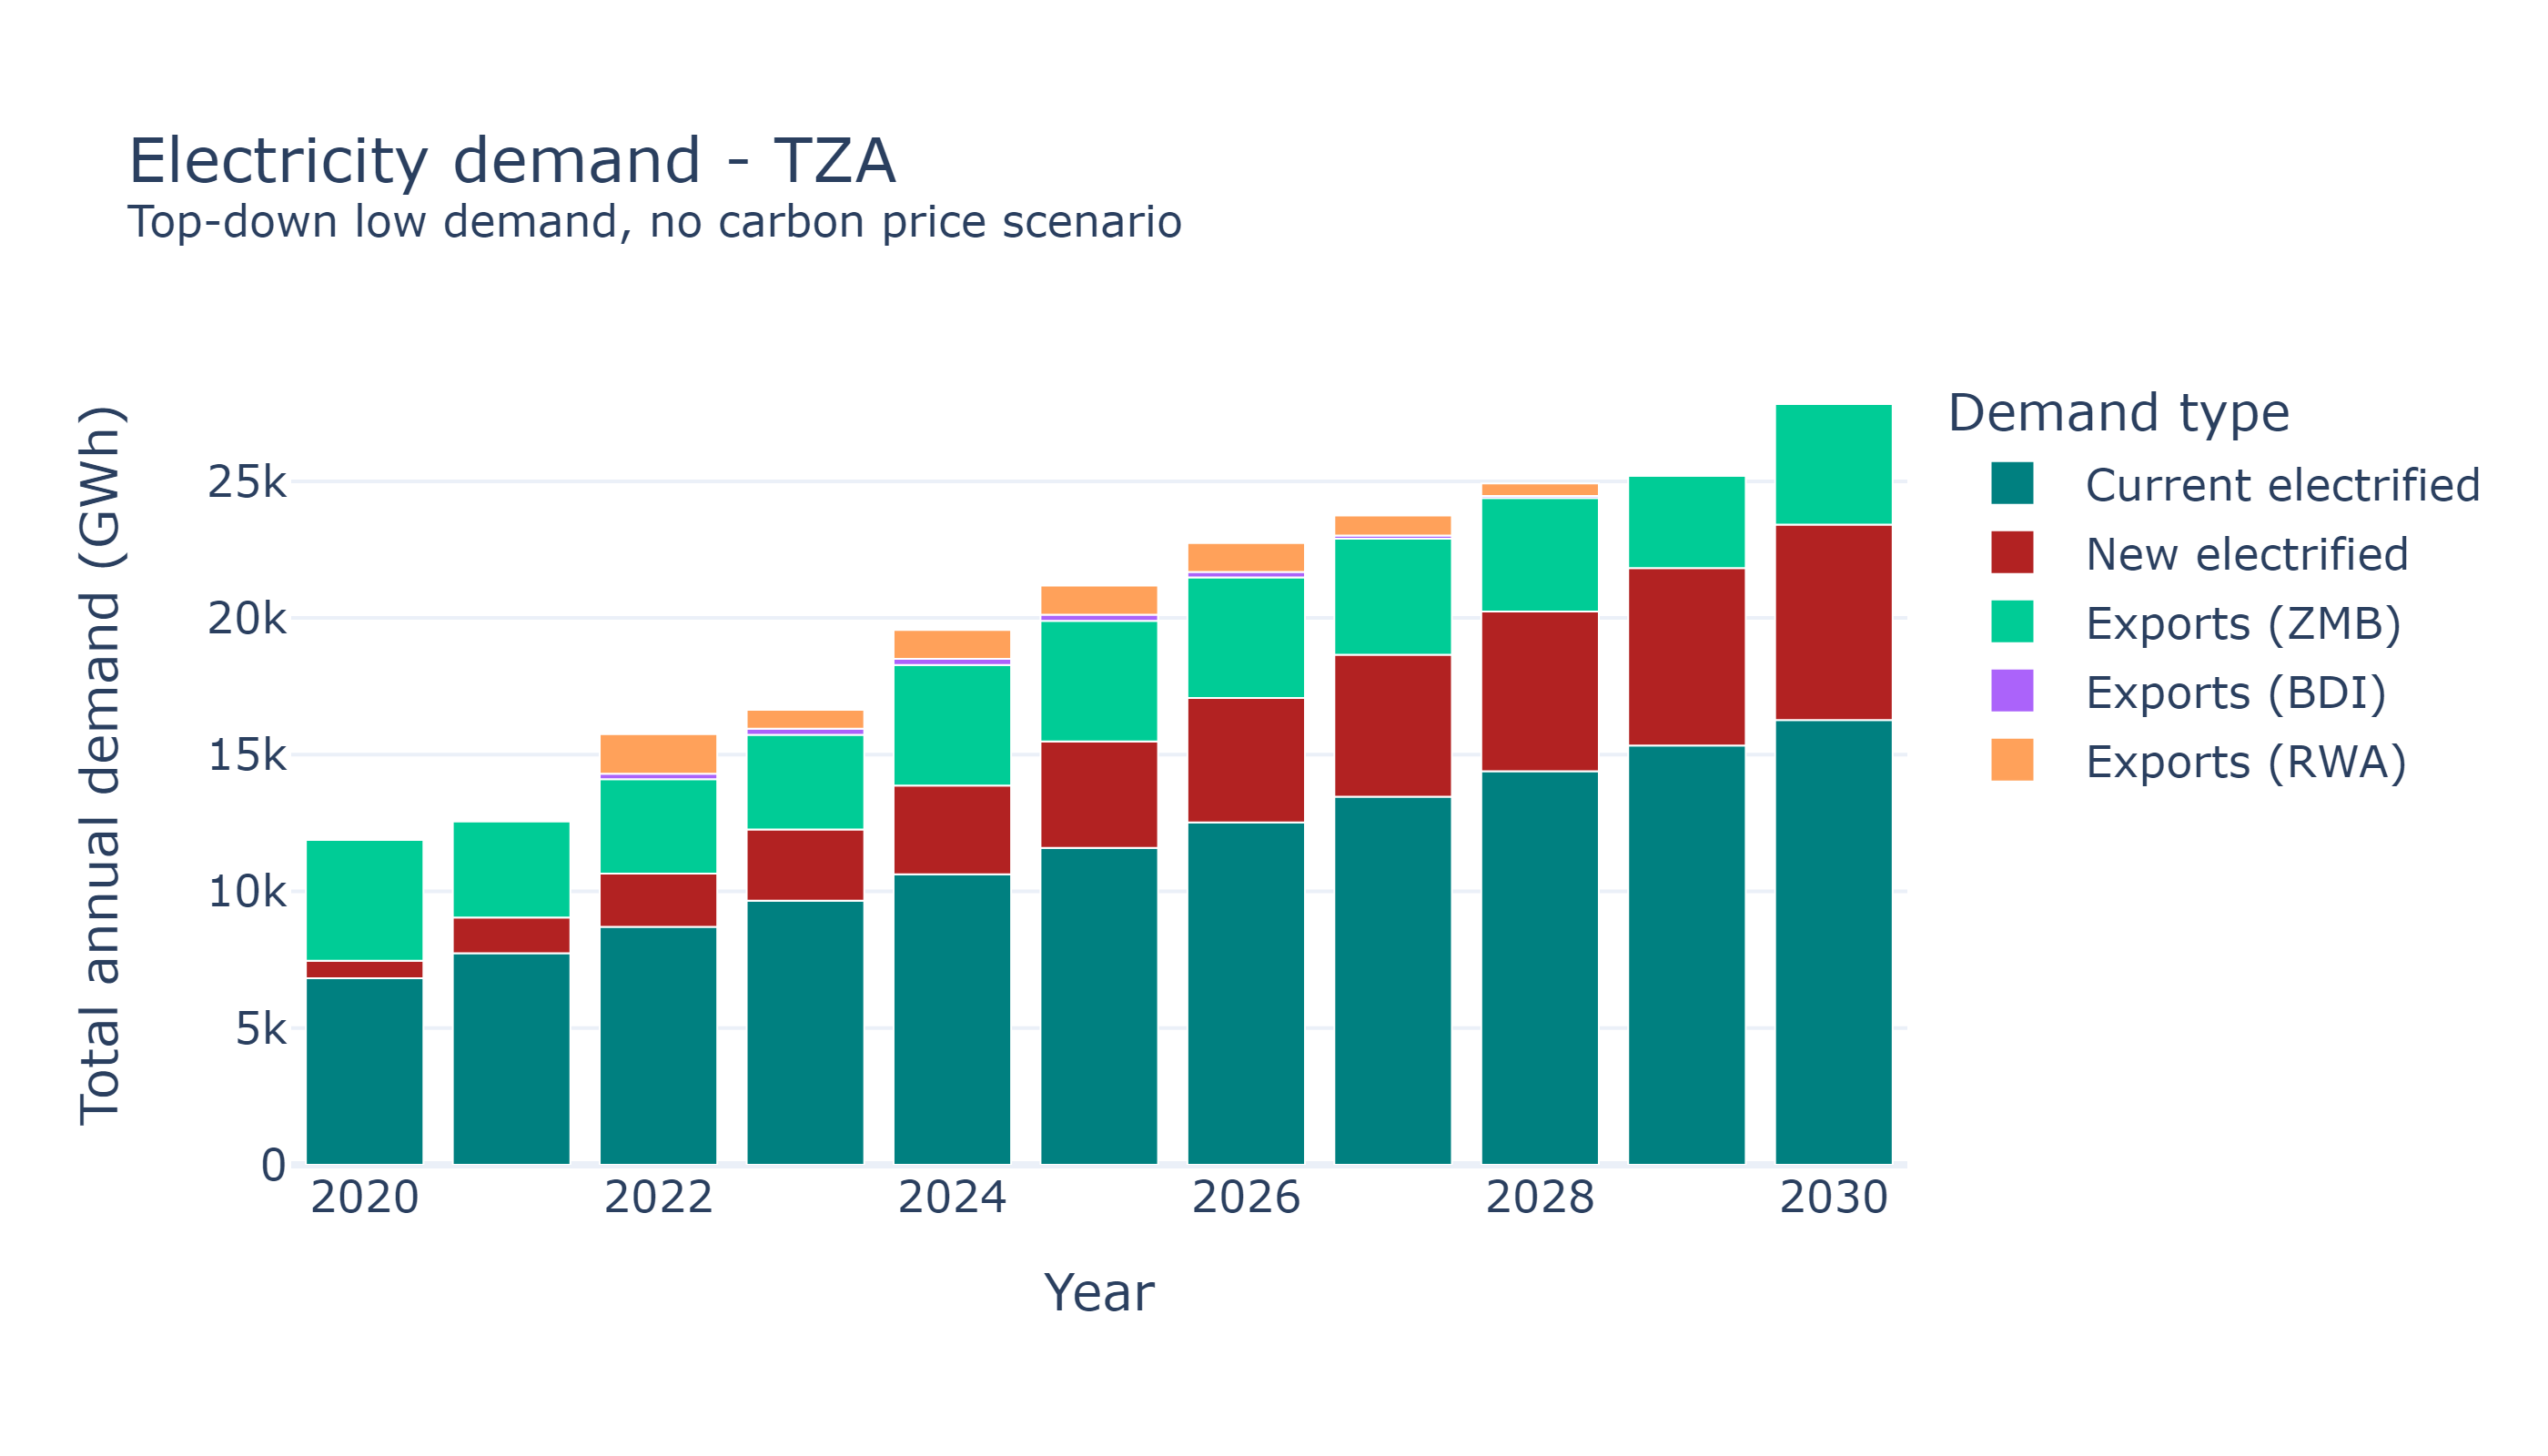 Electricity demand - TZA
Top-down low demand, no carbon price scenario
Total annual demand (GWh)
25k
20k
15k
10k
5k
0
2020
2022
2024
2026
2028
2030
Year
Demand type
Current electrified
New electrified
Exports (ZMB)
Exports (BDI)
Exports (RWA)